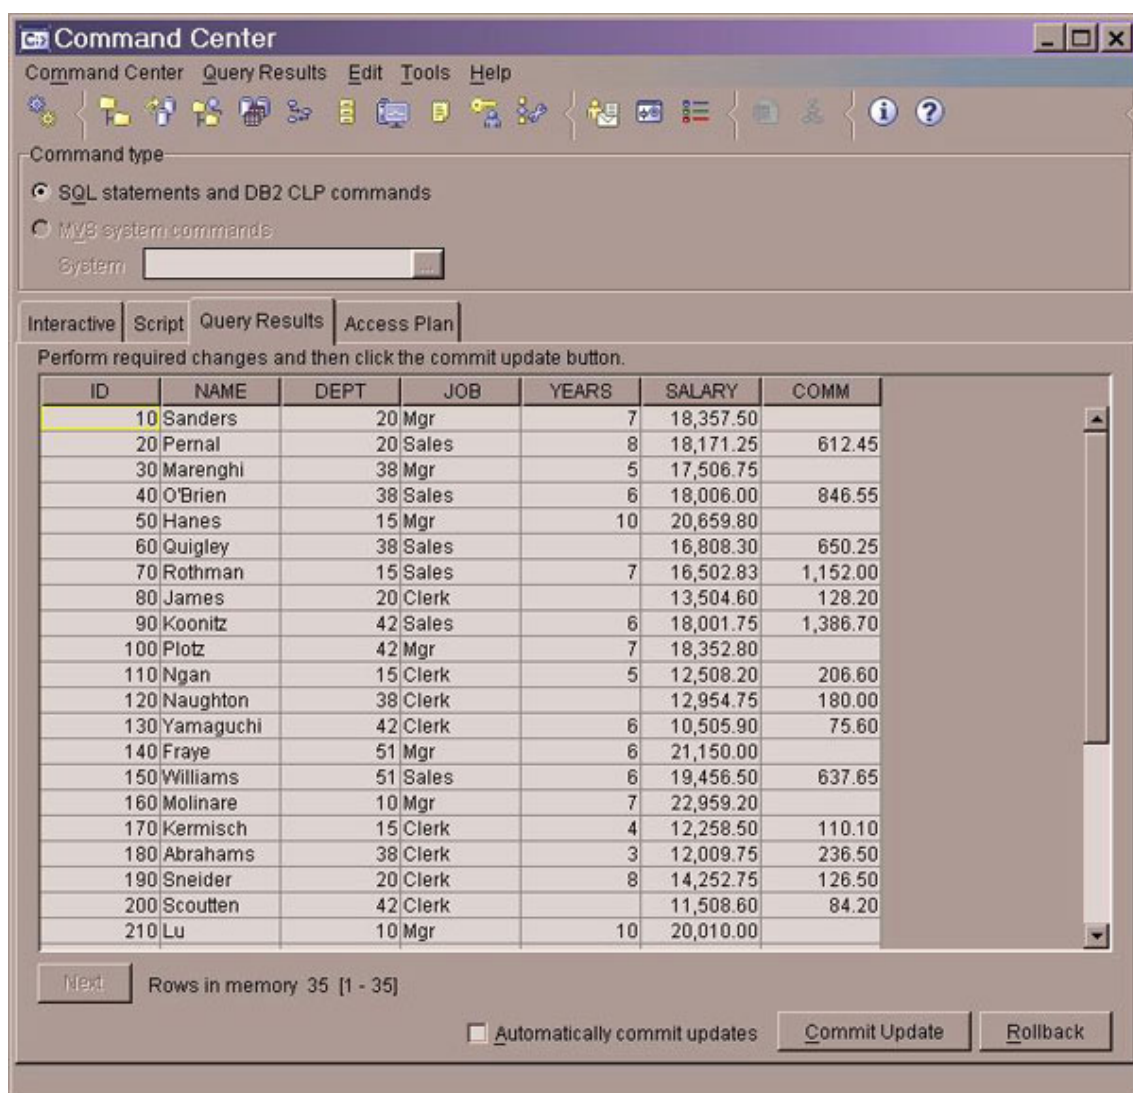 Command Center
Command Center Query Results Edit Tools Help
Command type
SQL statements and DB2 CLP commands
MVS system commands
System ...
Interactive Script Query Results Access Plan
Perform required changes and then click the commit update button.
ID NAME DEPT JOB YEARS SALARY COMM
10 Sanders 20 Mgr 7 18,357.50
20 Pernal 20 Sales 8 18,171.25 612.45
30 Marenghi 38 Mgr 5 17,506.75
40 O'Brien 38 Sales 6 18,006.00 846.55
50 Hanes 15 Mgr 10 20,659.80
60 Quigley 38 Sales 16,808.30 650.25
70 Rothman 15 Sales 7 16,502.83 1,152.00
80 James 20 Clerk 13,504.60 128.20
90 Koonitz 42 Sales 6 18,001.75 1,386.70
100 Plotz 42 Mgr 7 18,352.80
110 Ngan 15 Clerk 5 12,508.20 206.60
120 Naughton 38 Clerk 12,954.75 180.00
130 Yamaguchi 42 Clerk 6 10,505.90 75.60
140 Fraye 51 Mgr 6 21,150.00
150 Williams 51 Sales 6 19,456.50 637.65
160 Molinare 10 Mgr 7 22,959.20
170 Kermisch 15 Clerk 4 12,258.50 110.10
180 Abrahams 38 Clerk 3 12,009.75 236.50
190 Sneider 20 Clerk 8 14,252.75 126.50
200 Scoutten 42 Clerk 11,508.60 84.20
210 Lu 10 Mgr 10 20,010.00
Next Rows in memory 35 [1 - 35]
Automatically commit updates Commit Update Rollback